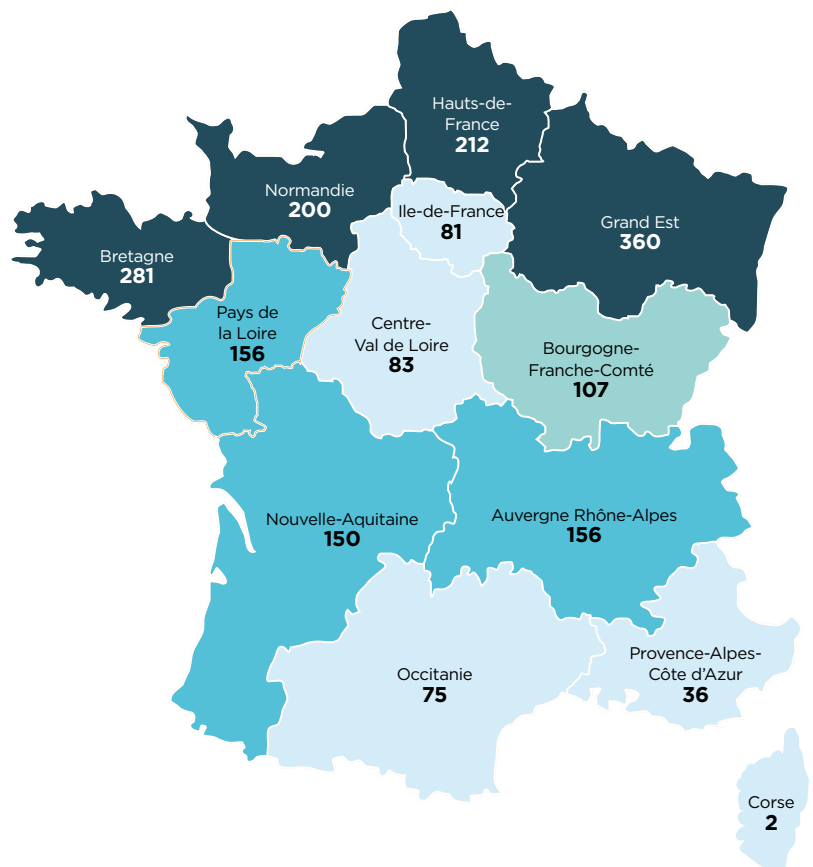 Hauts-de-
France
212
Normandie
200
Ile-de-France
81
Grand Est
360
Bretagne
281
Pays de
la Loire
156
Centre-
Val de Loire
83
Bourgogne-
Franche-Comté
107
Nouvelle-Aquitaine
150
Auvergne Rhône-Alpes
156
Provence-Alpes-
Côte d'Azur
36
Occitanie
75
Corse
2